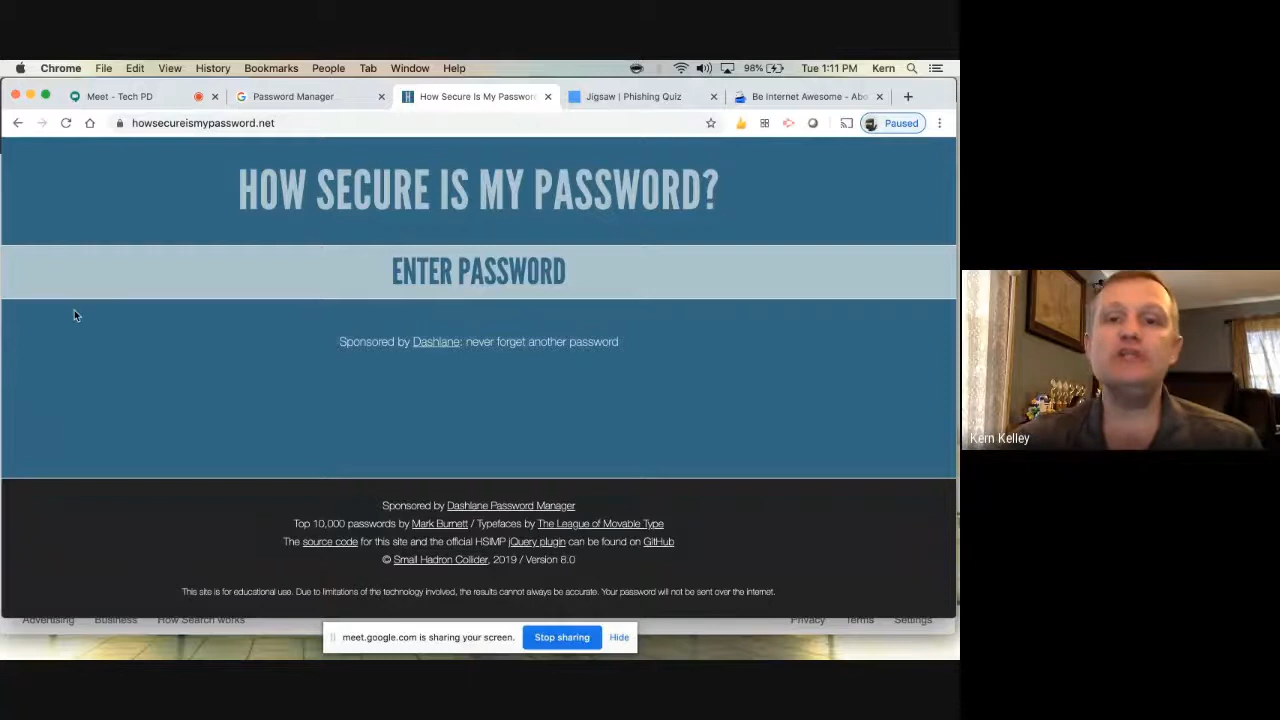 Chrome File Edit View History Bookmarks People Tab Window Help 98% Tue 1:11 PM Kern
Meet - Tech PD Password Manager How Secure Is My Passwor Jigsaw | Phishing Quiz Be Internet Awesome - Abo
howsecureismypassword.net Paused
HOW SECURE IS MY PASSWORD?
ENTER PASSWORD
Sponsored by Dashlane: never forget another password
Kern Kelley
Sponsored by Dashlane Password Manager
Top 10,000 passwords by Mark Burnett / Typefaces by The League of Movable Type
The source code for this site and the official HSIMP jQuery plugin can be found on GitHub
© Small Hadron Collider, 2019 / Version 8.0
This site is for educational use. Due to limitations of the technology involved, the results cannot always be accurate. Your password will not be sent over the internet.
Advertising Business How Search works Privacy Terms Settings
meet.google.com is sharing your screen. Stop sharing Hide